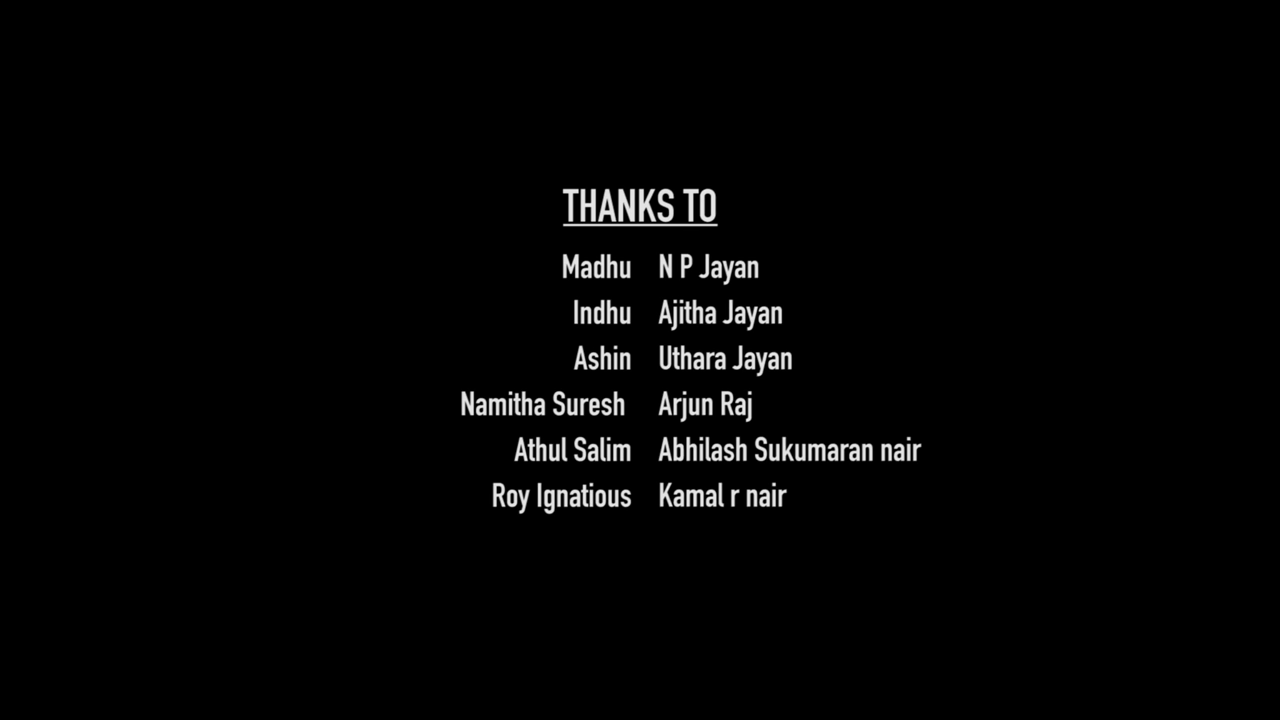 THANKS TO
Madhu N P Jayan
Indhu Ajitha Jayan
Ashin Uthara Jayan
Namitha Suresh Arjun Raj
Athul Salim Abhilash Sukumaran nair
Roy Ignatious Kamal r nair